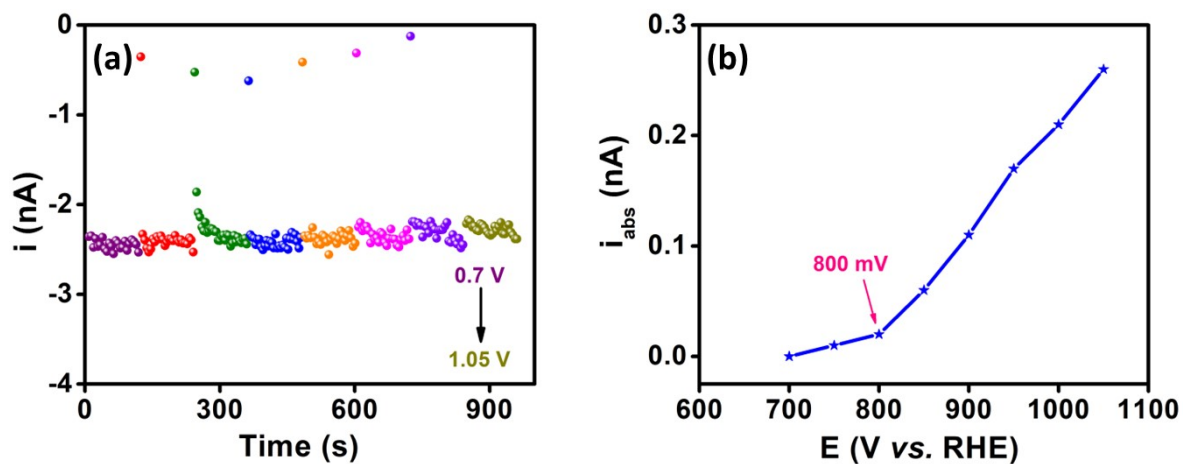 (a)
i (nA)
0
-1
-2
-3
-4
0.7 V
1.05 V
0 300 600 900
Time (s)
(b)
i_abs (nA)
0.3
0.2
0.1
0.0
800 mV
600 700 800 900 1000 1100
E (V vs. RHE)